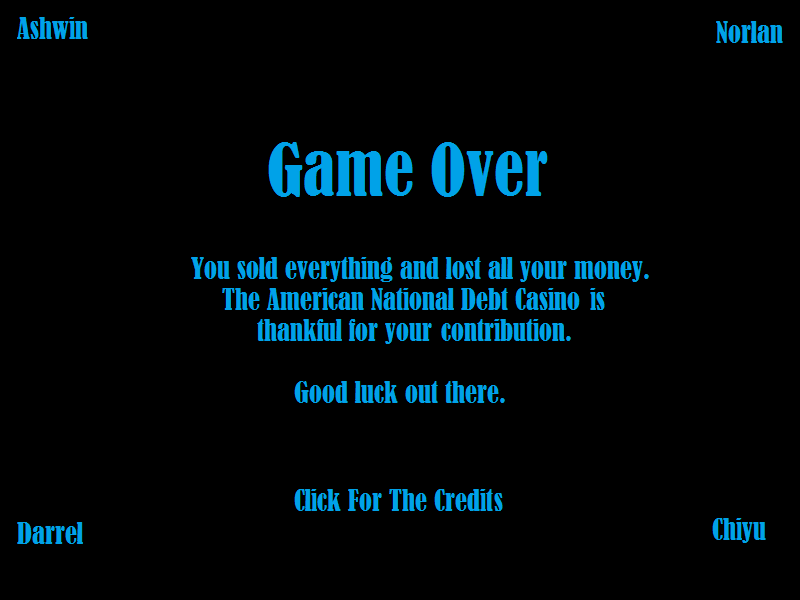 Ashwin
Norlan
Game Over
You sold everything and lost all your money.
The American National Debt Casino is
thankful for your contribution.
Good luck out there.
Click For The Credits
Darrel
Chiyu